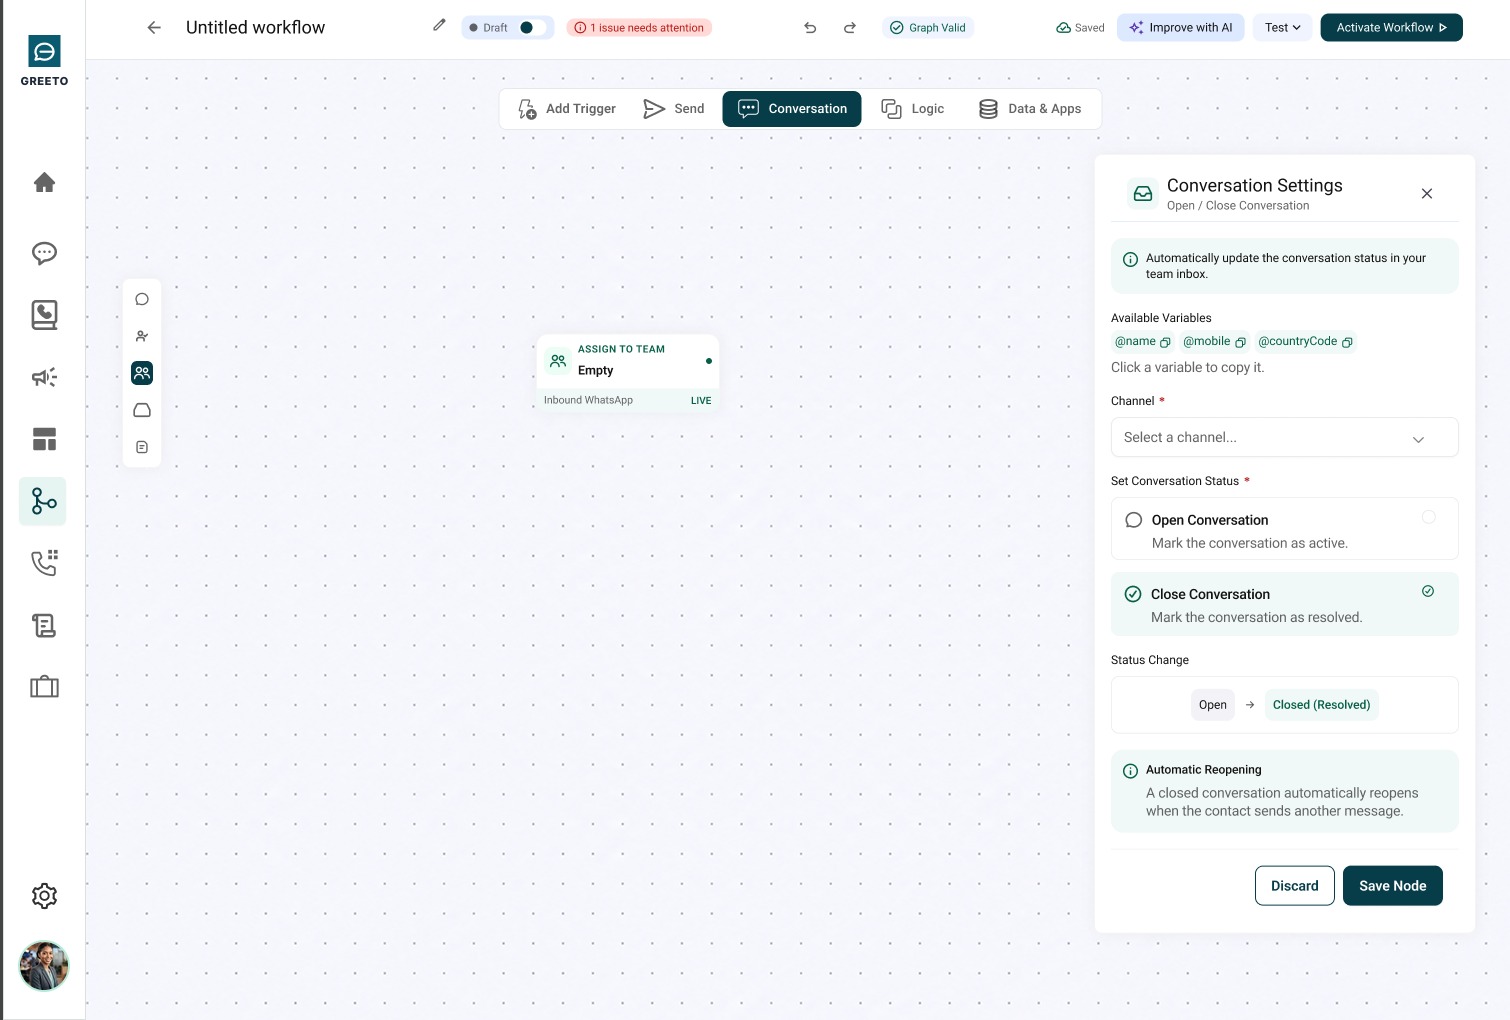 Untitled workflow
Draft
1 issue needs attention
Graph Valid
Saved
Improve with AI
Test
Activate Workflow
GREETO
Add Trigger
Send
Conversation
Logic
Data & Apps
ASSIGN TO TEAM
Empty
Inbound WhatsApp
LIVE
Conversation Settings
Open / Close Conversation
Automatically update the conversation status in your
team inbox.
Available Variables
@name
@mobile
@countryCode
Click a variable to copy it.
Channel *
Select a channel...
Set Conversation Status *
Open Conversation
Mark the conversation as active.
Close Conversation
Mark the conversation as resolved.
Status Change
Open → Closed (Resolved)
Automatic Reopening
A closed conversation automatically reopens
when the contact sends another message.
Discard
Save Node